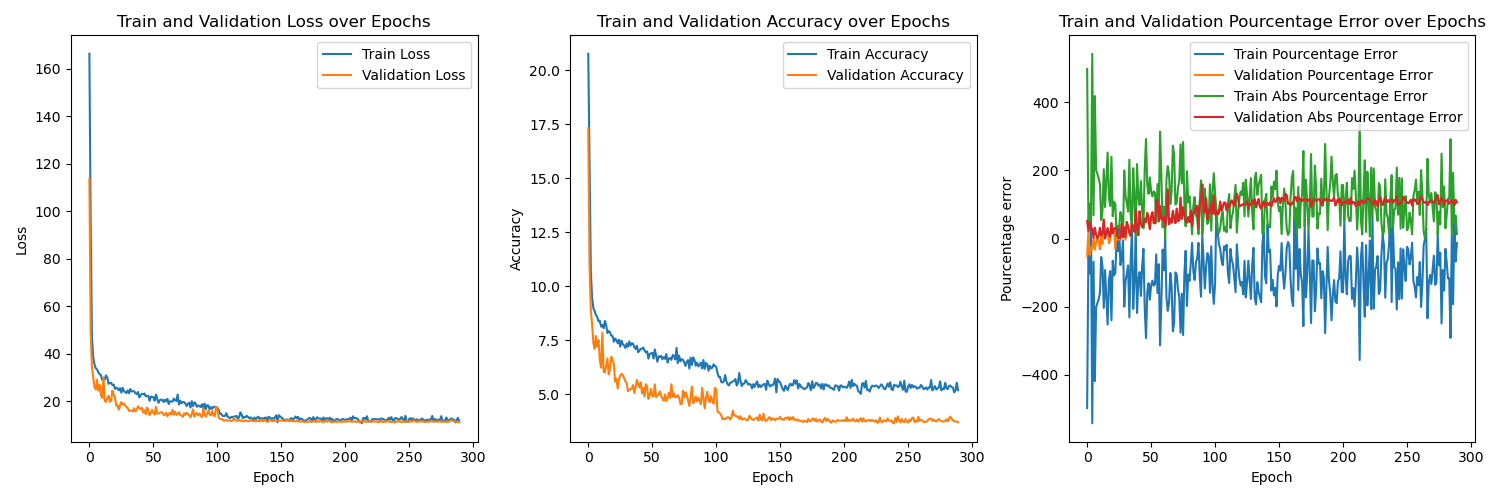 Train and Validation Loss over Epochs
Train Loss
Validation Loss
160
140
120
100
80
60
40
20
Loss
0
50
100
150
200
250
300
Epoch
Train and Validation Accuracy over Epochs
Train Accuracy
Validation Accuracy
20.0
17.5
15.0
12.5
10.0
7.5
5.0
Accuracy
0
50
100
150
200
250
300
Epoch
Train and Validation Pourcentage Error over Epochs
Train Pourcentage Error
Validation Pourcentage Error
Train Abs Pourcentage Error
Validation Abs Pourcentage Error
400
200
0
−200
−400
Pourcentage error
0
50
100
150
200
250
300
Epoch